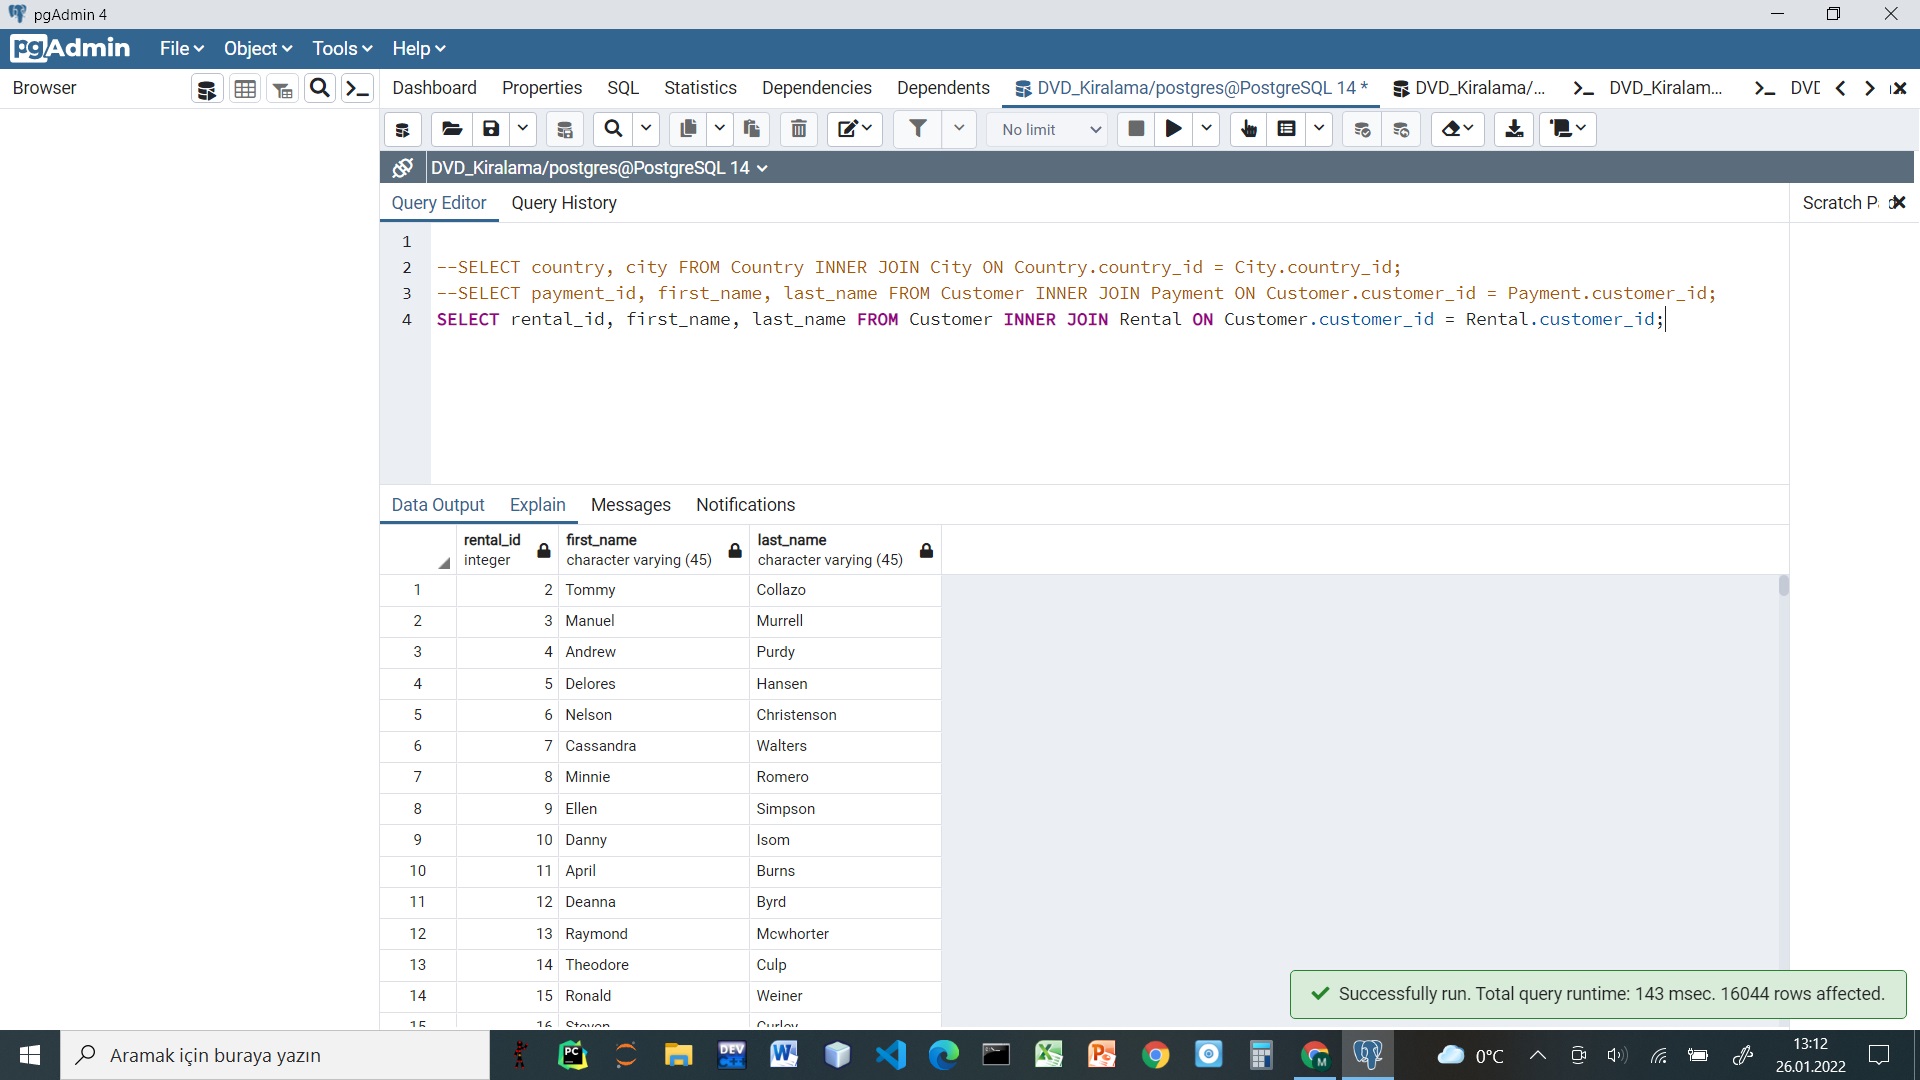 pgAdmin 4
pgAdmin File Object Tools Help
Browser
Dashboard Properties SQL Statistics Dependencies Dependents DVD_Kiralama/postgres@PostgreSQL 14 * DVD_Kiralama/... DVD_Kiralam... DVD
No limit
DVD_Kiralama/postgres@PostgreSQL 14
Query Editor Query History
Scratch P
1
2 --SELECT country, city FROM Country INNER JOIN City ON Country.country_id = City.country_id;
3 --SELECT payment_id, first_name, last_name FROM Customer INNER JOIN Payment ON Customer.customer_id = Payment.customer_id;
4 SELECT rental_id, first_name, last_name FROM Customer INNER JOIN Rental ON Customer.customer_id = Rental.customer_id;
Data Output Explain Messages Notifications
rental_id first_name last_name
integer character varying (45) character varying (45)
1 2 Tommy Collazo
2 3 Manuel Murrell
3 4 Andrew Purdy
4 5 Delores Hansen
5 6 Nelson Christenson
6 7 Cassandra Walters
7 8 Minnie Romero
8 9 Ellen Simpson
9 10 Danny Isom
10 11 April Burns
11 12 Deanna Byrd
12 13 Raymond Mcwhorter
13 14 Theodore Culp
14 15 Ronald Weiner
15 16 Steven Curley
Successfully run. Total query runtime: 143 msec. 16044 rows affected.
Aramak için buraya yazın
PC
DEV C++
0°C
13:12
26.01.2022